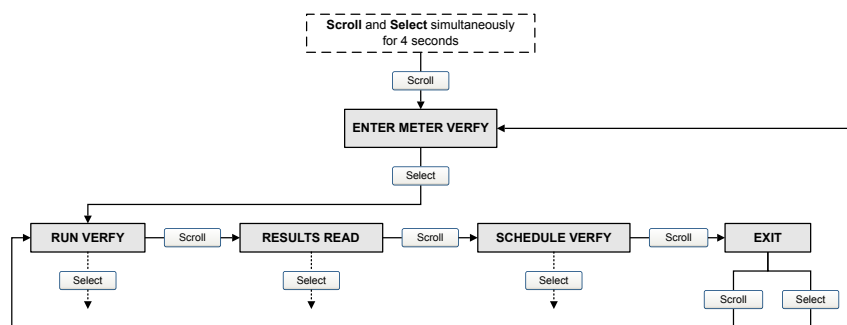 Scroll and Select simultaneously
for 4 seconds
Scroll
ENTER METER VERFY
Select
RUN VERFY
Scroll
RESULTS READ
Scroll
SCHEDULE VERFY
Scroll
EXIT
Select
Select
Select
Scroll
Select